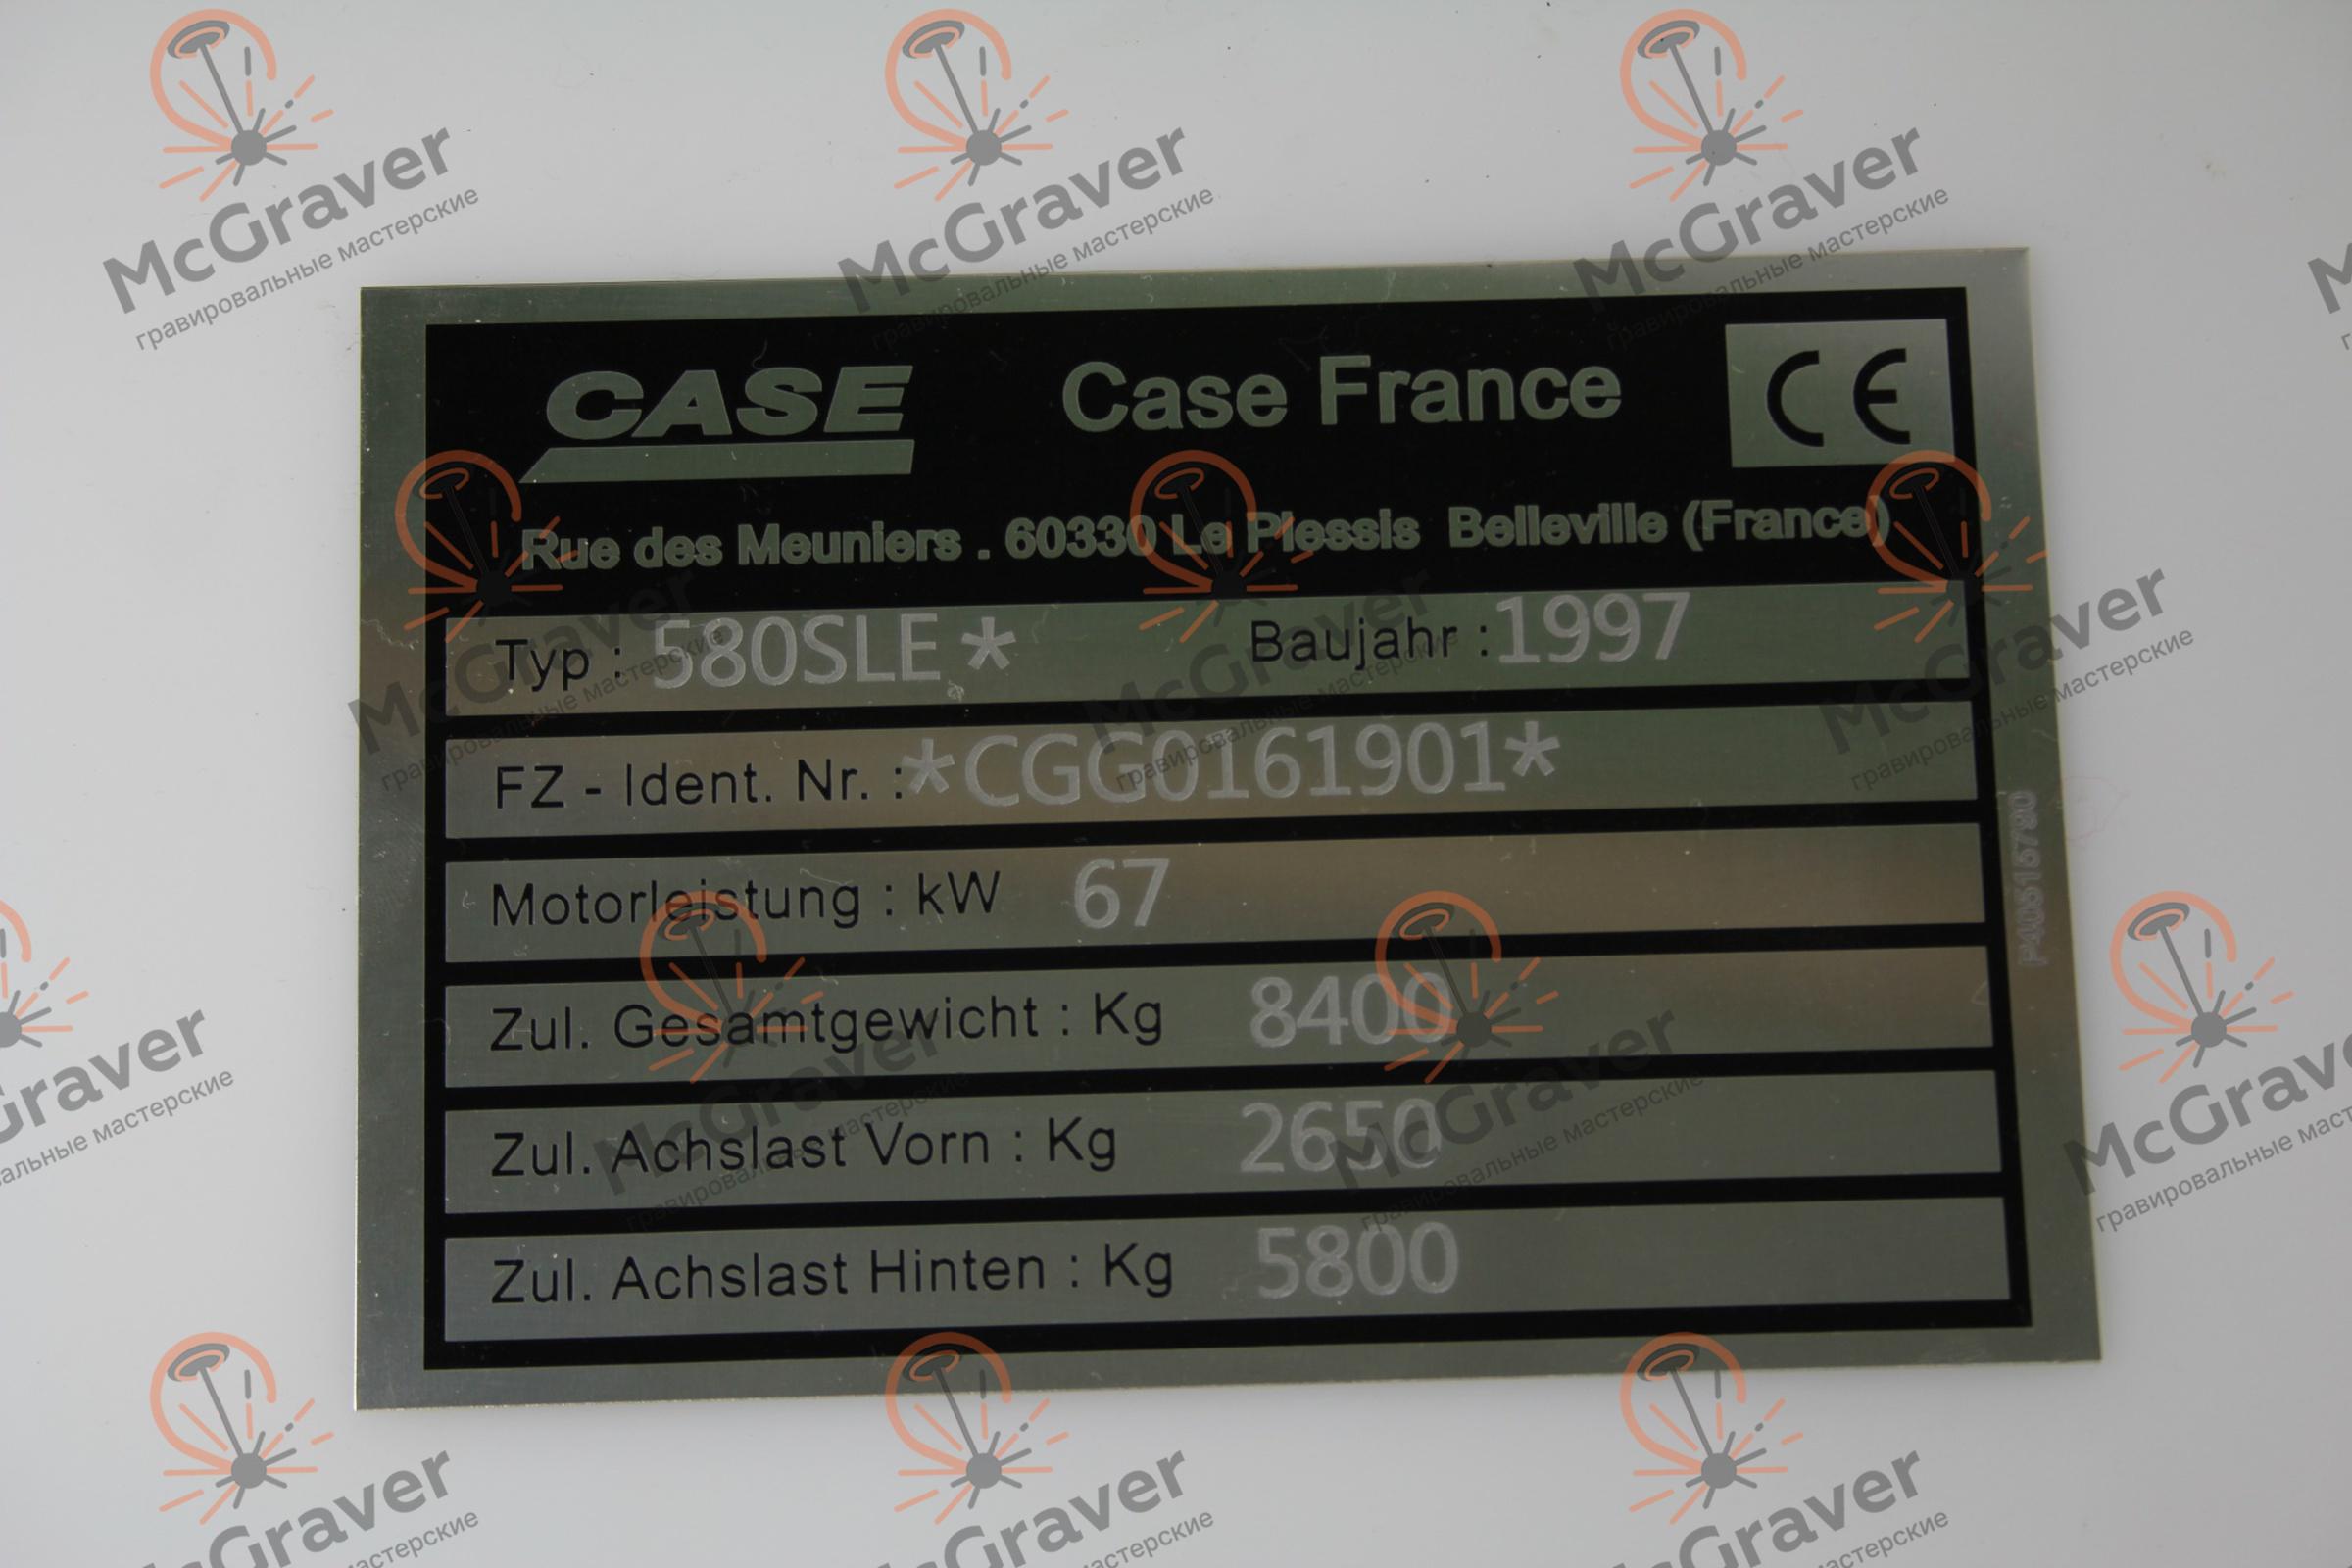 CASE Case France CE
Rue des Meuniers . 60330 Le Plessis Belleville (France)
Typ : 580SLE* Baujahr : 1997
FZ - Ident. Nr. : *CGG0161901*
Motorleistung : kW 67
Zul. Gesamtgewicht : Kg 8400
Zul. Achslast Vorn : Kg 2650
Zul. Achslast Hinten : Kg 5800
McGraver
гравировальные мастерские